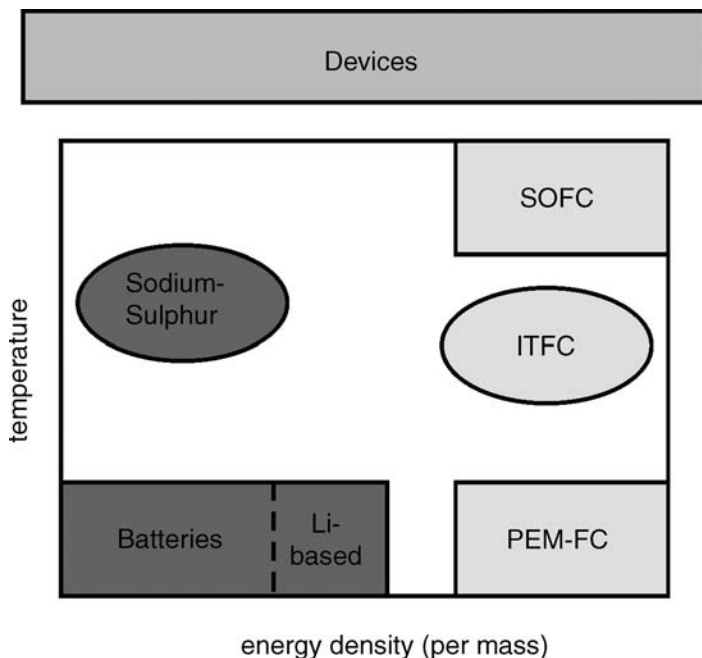 Devices
SOFC
Sodium-
Sulphur
ITFC
temperature
Batteries
Li-
based
PEM-FC
energy density (per mass)